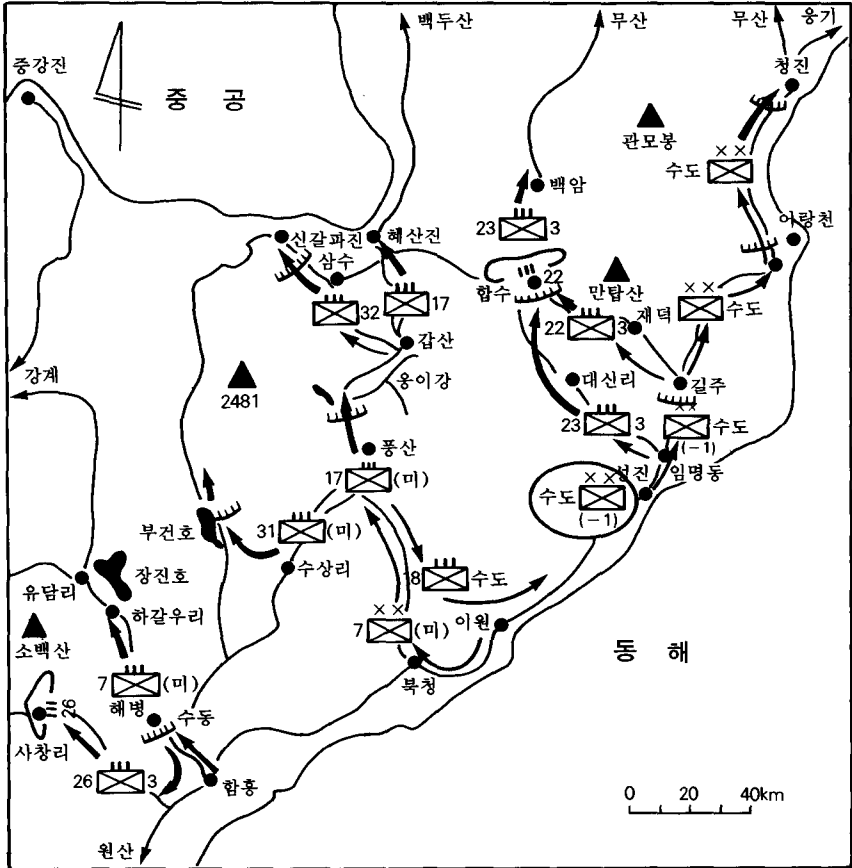 백두산
무산
무산
웅기
중강진
중 공
청진
관모봉
× ×
수도
백암
23 3
어랑천
신갈파진
혜산진
삼수
합수
22
만탑산
재덕
× ×
수도
32
17
22 3
갑산
대신리
길주
강계
2481
웅이강
23 3
× ×
수도
(-1)
풍산
17 (미)
성진
임명동
× ×
수도
(-1)
부건호
31 (미)
수상리
장진호
유담리
하갈우리
18 수도
× ×
7 (미)
이원
소백산
북청
동 해
7 (미)
해병
수동
26
사창리
26 3
함흥
원산
0 20 40km